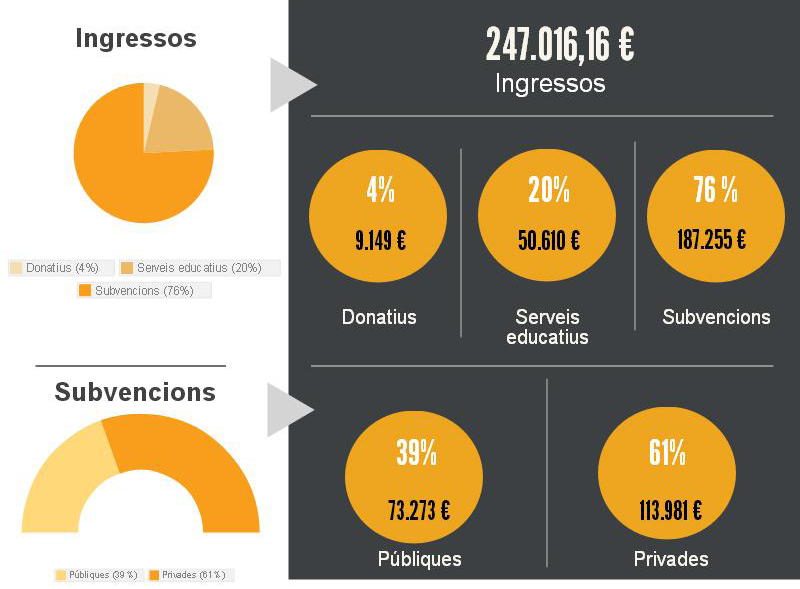 Ingressos
Donatius (4%)
Serveis educatius (20%)
Subvencions (76%)
247.016,16 €
Ingressos
4%
9.149 €
Donatius
20%
50.610 €
Serveis
educatius
76 %
187.255 €
Subvencions
Subvencions
Públiques (39 %)
Privades (61% )
39%
73.273 €
Públiques
61%
113.981 €
Privades